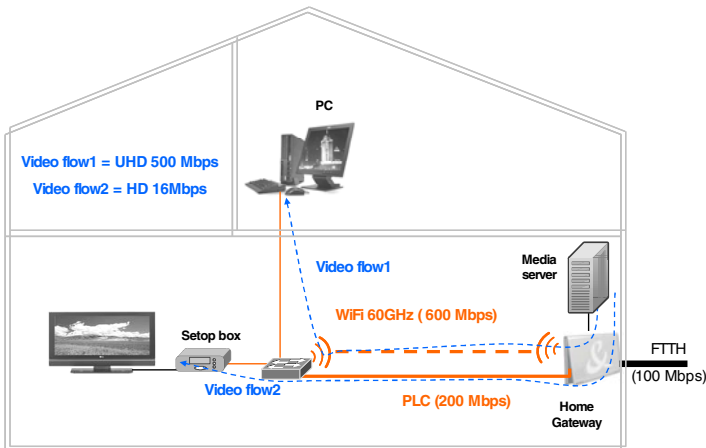 PC
Video flow1 = UHD 500 Mbps
Video flow2 = HD 16Mbps
Media
server
Video flow1
WiFi 60GHz ( 600 Mbps)
Setop box
FTTH
(100 Mbps)
Video flow2
PLC (200 Mbps)
Home
Gateway
&